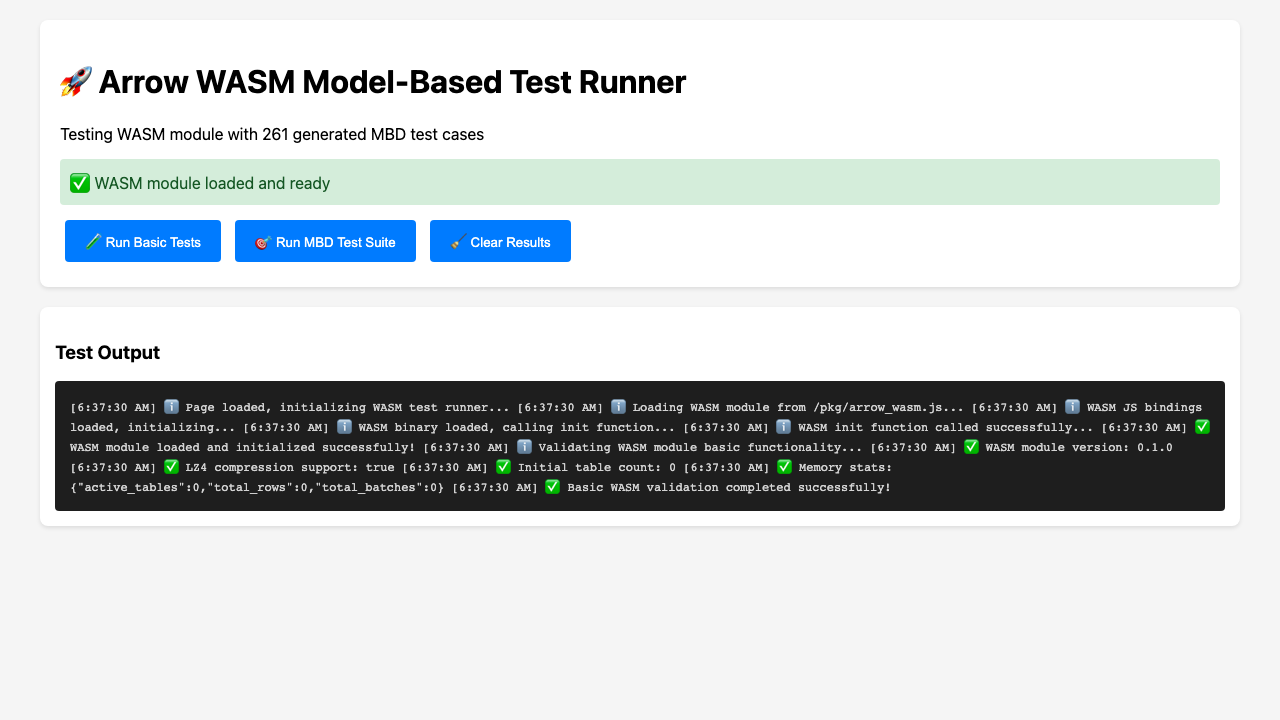 🚀 Arrow WASM Model-Based Test Runner
Testing WASM module with 261 generated MBD test cases
✅ WASM module loaded and ready
🧪 Run Basic Tests
🎯 Run MBD Test Suite
🧹 Clear Results
Test Output
[6:37:30 AM] ℹ️ Page loaded, initializing WASM test runner... [6:37:30 AM] ℹ️ Loading WASM module from /pkg/arrow_wasm.js... [6:37:30 AM] ℹ️ WASM JS bindings
loaded, initializing... [6:37:30 AM] ℹ️ WASM binary loaded, calling init function... [6:37:30 AM] ℹ️ WASM init function called successfully... [6:37:30 AM] ✅
WASM module loaded and initialized successfully! [6:37:30 AM] ℹ️ Validating WASM module basic functionality... [6:37:30 AM] ✅ WASM module version: 0.1.0
[6:37:30 AM] ✅ LZ4 compression support: true [6:37:30 AM] ✅ Initial table count: 0 [6:37:30 AM] ✅ Memory stats:
{"active_tables":0,"total_rows":0,"total_batches":0} [6:37:30 AM] ✅ Basic WASM validation completed successfully!